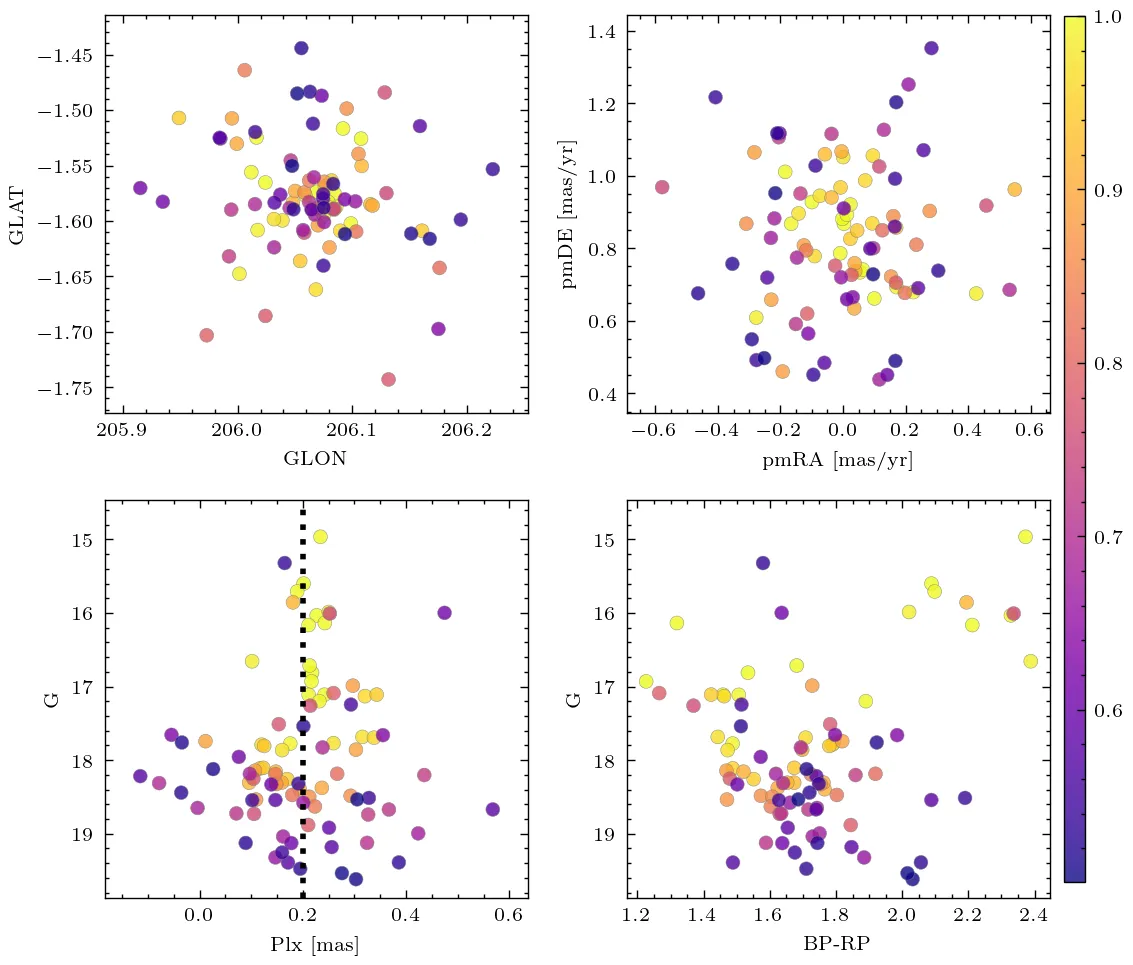 −1.45
−1.50
−1.55
−1.60
−1.65
−1.70
−1.75
GLAT
205.9 206.0 206.1 206.2
GLON
1.4
1.2
1.0
0.8
0.6
0.4
pmDE [mas/yr]
−0.6 −0.4 −0.2 0.0 0.2 0.4 0.6
pmRA [mas/yr]
15
16
17
18
19
G
0.0 0.2 0.4 0.6
Plx [mas]
15
16
17
18
19
G
1.2 1.4 1.6 1.8 2.0 2.2 2.4
BP-RP
1.0
0.9
0.8
0.7
0.6